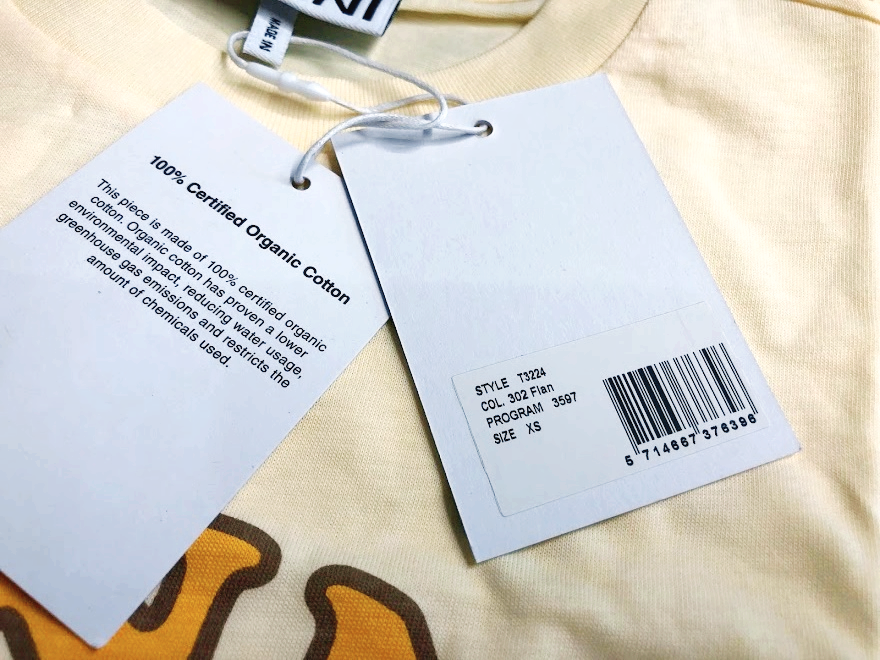 MADE IN
100% Certified Organic Cotton
This piece is made of 100% certified organic
cotton. Organic cotton has proven a lower
environmental impact, reducing water usage,
greenhouse gas emissions and restricts the
amount of chemicals used.
STYLE T3224
COL. 302 Flan
PROGRAM 3597
SIZE XS
5 714667 376396